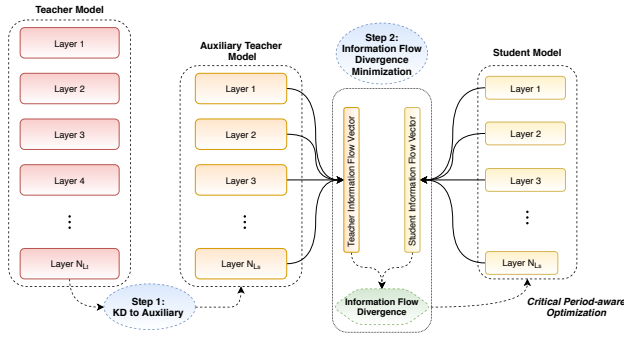 Teacher Model
Layer 1
Layer 2
Layer 3
Layer 4
⋮
Layer N_Lt
Step 1:
KD to Auxiliary
Auxiliary Teacher
Model
Layer 1
Layer 2
Layer 3
⋮
Layer N_Ls
Step 2:
Information Flow
Divergence
Minimization
Teacher Information Flow Vector
Student Information Flow Vector
Information Flow
Divergence
Student Model
Layer 1
Layer 2
Layer 3
⋮
Layer N_Ls
Critical Period-aware
Optimization